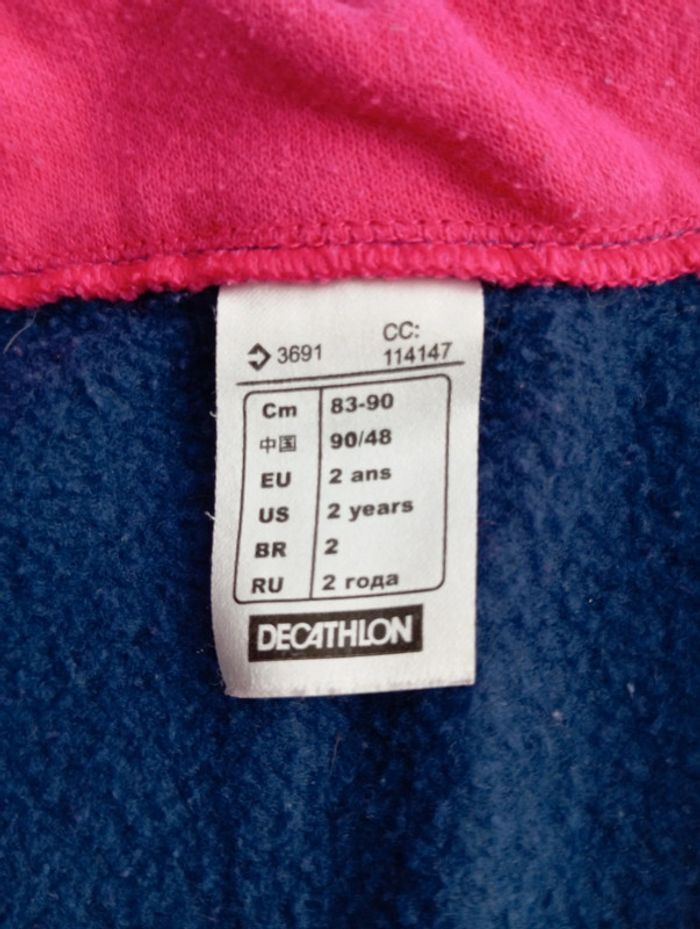 3691 CC: 114147
Cm 83-90
中国 90/48
EU 2 ans
US 2 years
BR 2
RU 2 года
DECATHLON